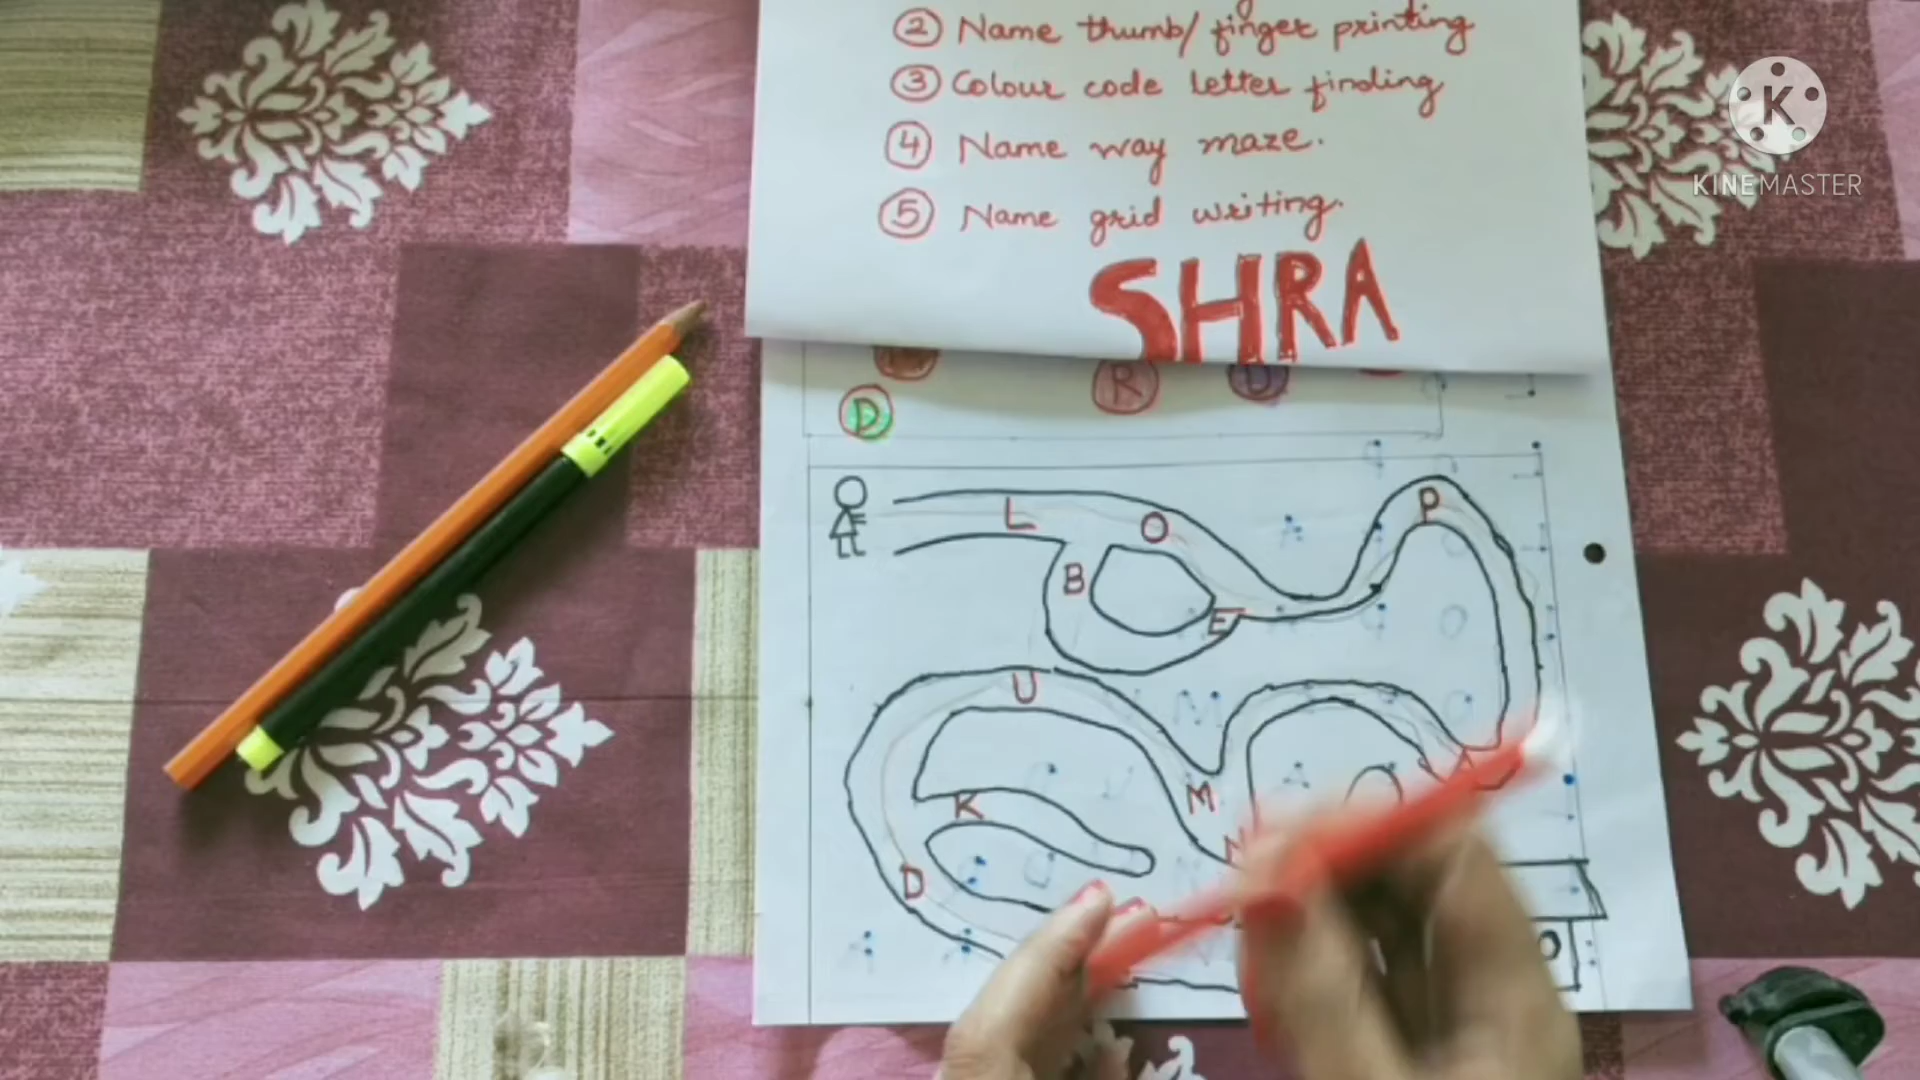 ② Name thumb/finger printing
③ Colour code letter finding
④ Name way maze.
⑤ Name grid writing.
KINEMASTER
SHRA
R
D
L
O
P
B
E
U
K
M
N
D